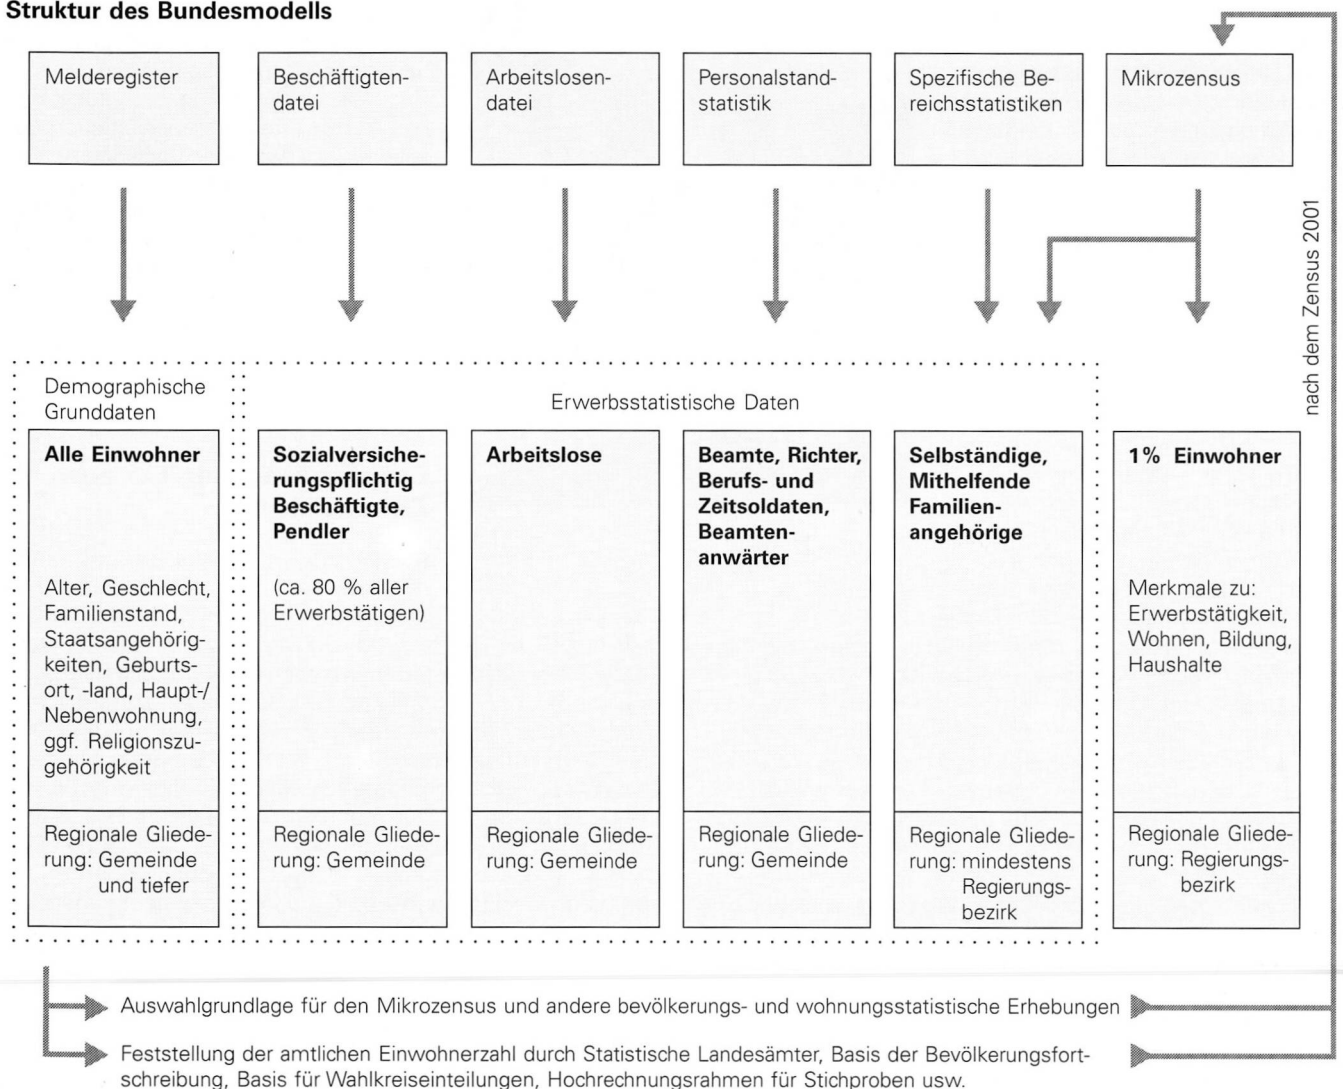 Struktur des Bundesmodells
Melderegister
Beschäftigten-
datei
Arbeitslosen-
datei
Personalstand-
statistik
Spezifische Be-
reichsstatistiken
Mikrozensus
nach dem Zensus 2001
Demographische
Grunddaten
Erwerbsstatistische Daten
Alle Einwohner
Alter, Geschlecht,
Familienstand,
Staatsangehörig-
keiten, Geburts-
ort, -land, Haupt-/
Nebenwohnung,
ggf. Religionszu-
gehörigkeit
Regionale Gliede-
rung: Gemeinde
und tiefer
Sozialversiche-
rungspflichtig
Beschäftigte,
Pendler
(ca. 80 % aller
Erwerbstätigen)
Regionale Gliede-
rung: Gemeinde
Arbeitslose
Regionale Gliede-
rung: Gemeinde
Beamte, Richter,
Berufs- und
Zeitsoldaten,
Beamten-
anwärter
Regionale Gliede-
rung: Gemeinde
Selbständige,
Mithelfende
Familien-
angehörige
Regionale Gliede-
rung: mindestens
Regierungs-
bezirk
1% Einwohner
Merkmale zu:
Erwerbstätigkeit,
Wohnen, Bildung,
Haushalte
Regionale Gliede-
rung: Regierungs-
bezirk
Auswahlgrundlage für den Mikrozensus und andere bevölkerungs- und wohnungsstatistische Erhebungen
Feststellung der amtlichen Einwohnerzahl durch Statistische Landesämter, Basis der Bevölkerungsfort-
schreibung, Basis für Wahlkreiseinteilungen, Hochrechnungsrahmen für Stichproben usw.